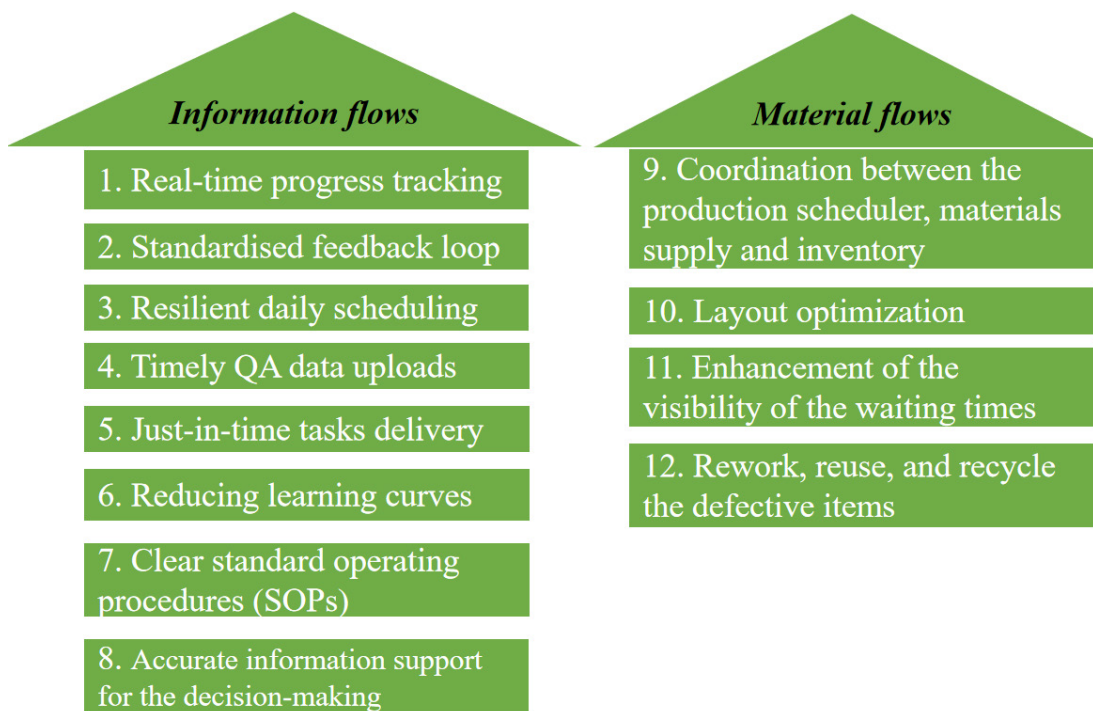 Information flows
1. Real-time progress tracking
2. Standardised feedback loop
3. Resilient daily scheduling
4. Timely QA data uploads
5. Just-in-time tasks delivery
6. Reducing learning curves
7. Clear standard operating
procedures (SOPs)
8. Accurate information support
for the decision-making
Material flows
9. Coordination between the
production scheduler, materials
supply and inventory
10. Layout optimization
11. Enhancement of the
visibility of the waiting times
12. Rework, reuse, and recycle
the defective items